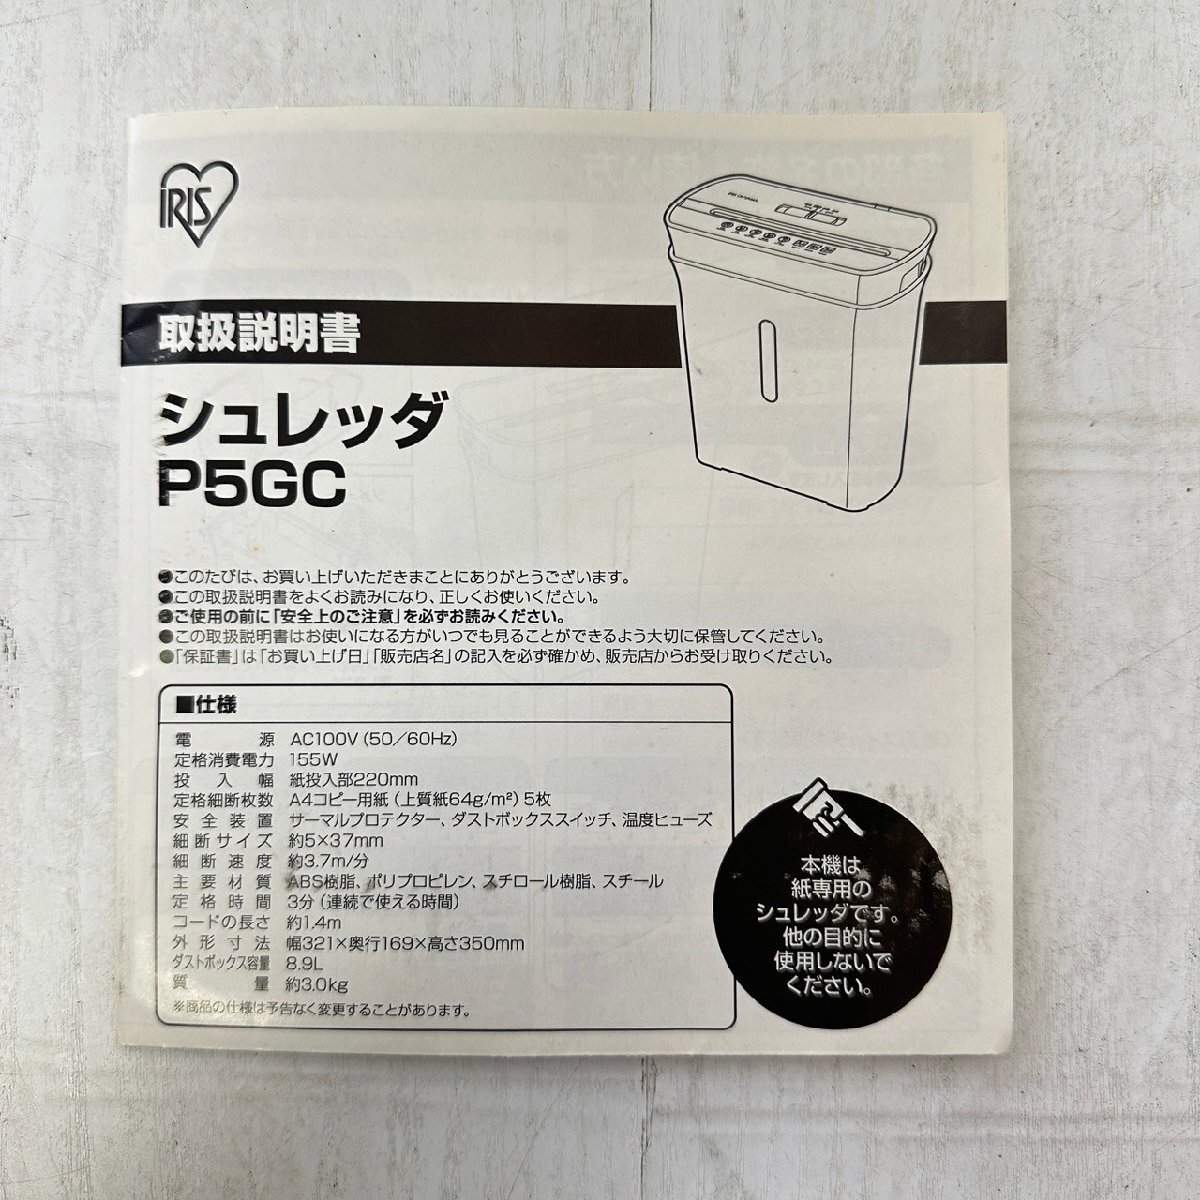 IRIS
取扱説明書
シュレッダ
P5GC
●このたびは、お買い上げいただきまことにありがとうございます。
●この取扱説明書をよくお読みになり、正しくお使いください。
●ご使用の前に「安全上のご注意」を必ずお読みください。
●この取扱説明書はお使いになる方がいつでも見ることができるよう大切に保管してください。
●「保証書」は「お買い上げ日」「販売店名」の記入を必ず確かめ、販売店からお受け取りください。
■仕様
電源 AC100V (50／60Hz)
定格消費電力 155W
投入幅 紙投入部220mm
定格細断枚数 A4コピー用紙 (上質紙64g/m²) 5枚
安全装置 サーマルプロテクター、ダストボックススイッチ、温度ヒューズ
細断サイズ 約5×37mm
細断速度 約3.7m/分
主要材質 ABS樹脂、ポリプロピレン、スチロール樹脂、スチール
定格時間 3分 (連続で使える時間)
コードの長さ 約1.4m
外形寸法 幅321×奥行169×高さ350mm
ダストボックス容量 8.9L
質量 約3.0kg
※商品の仕様は予告なく変更することがあります。
本機は
紙専用の
シュレッダです。
他の目的に
使用しないで
ください。